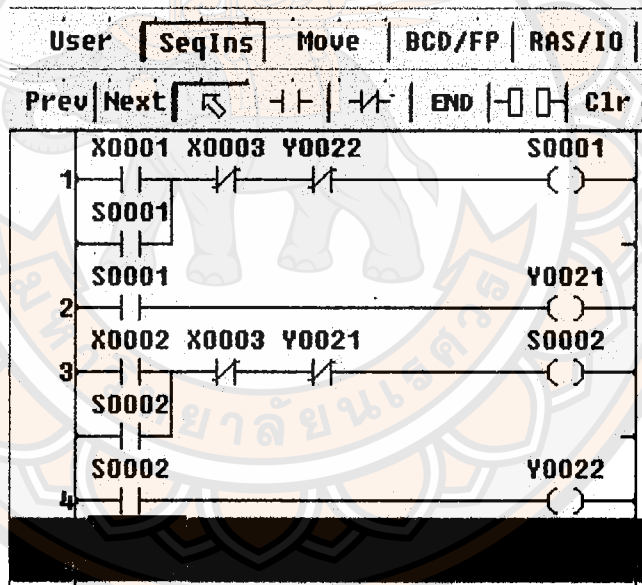 User SeqIns Move BCD/FP RAS/IO
Prev Next END Clr
X0001 X0003 Y0022 S0001
1
S0001
S0001 Y0021
2
X0002 X0003 Y0021 S0002
3
S0002
S0002 Y0022
4